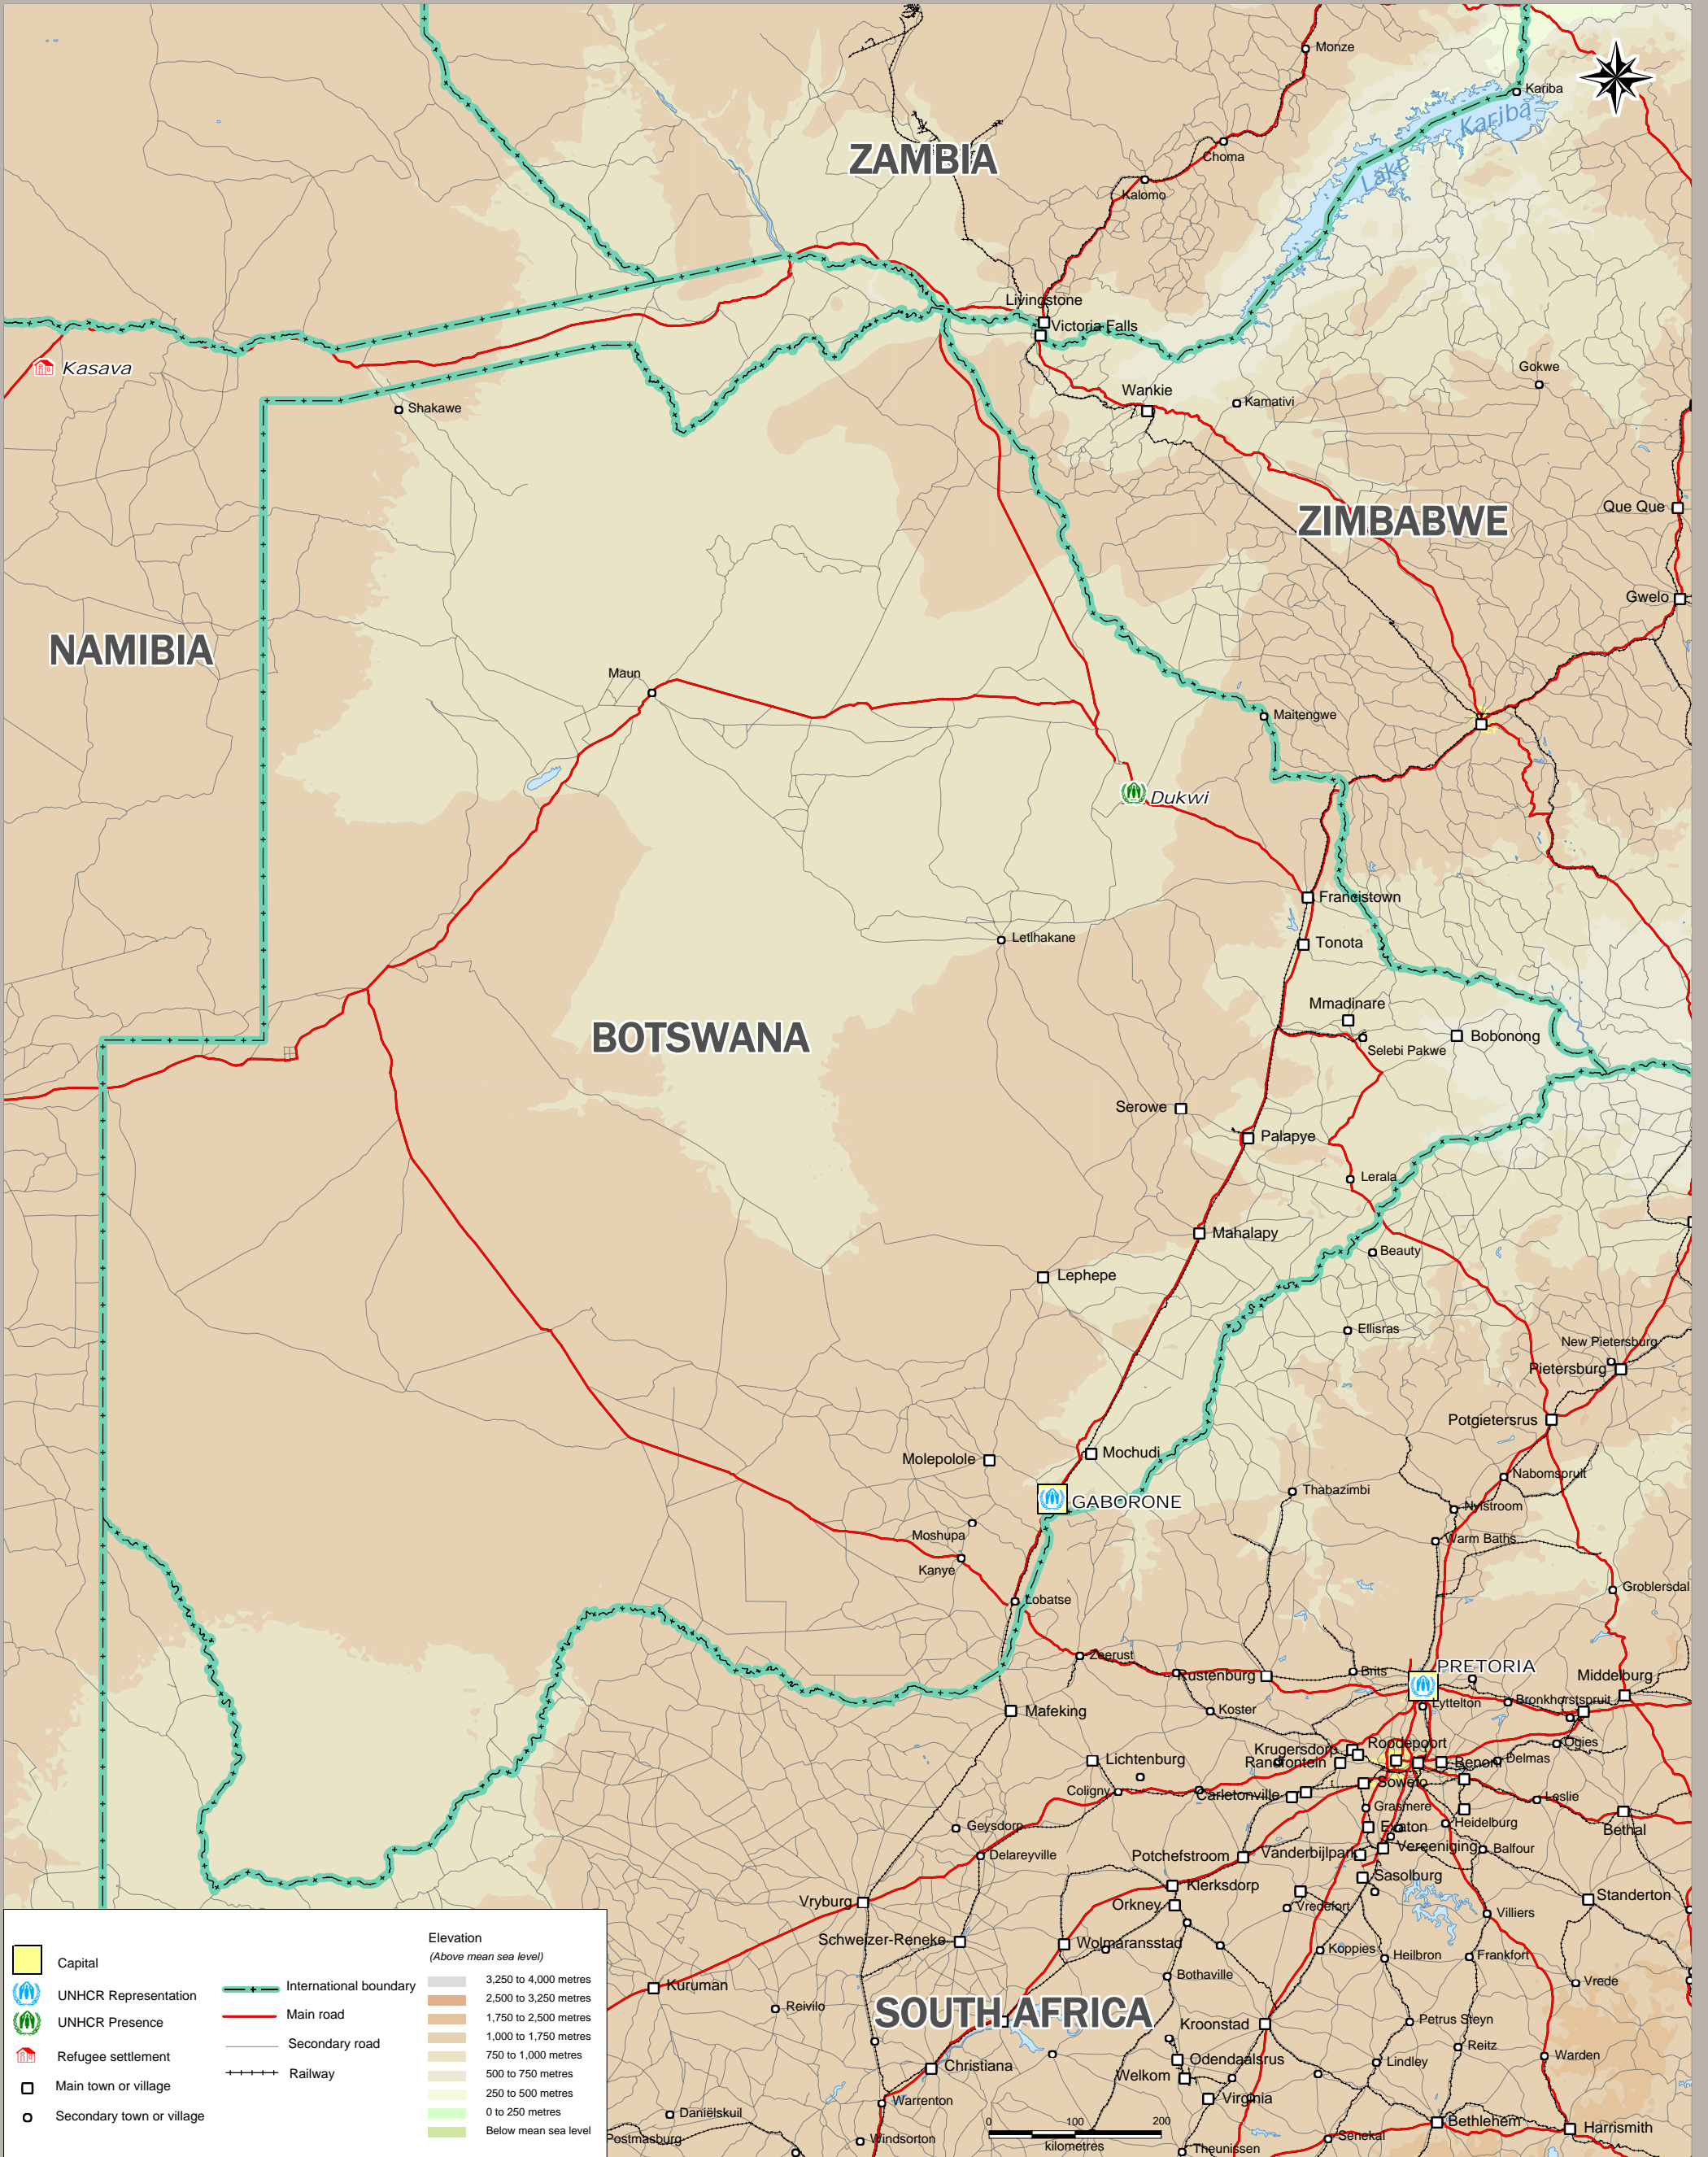 Monze
Kariba
Lake Kariba
ZAMBIA
Choma
Kalomo
Livingstone
Victoria Falls
Kasava
Gokwe
Wankie
Kamativi
Shakawe
ZIMBABWE
Que Que
Gwelo
NAMIBIA
Maun
Maitengwe
Dukwi
Francistown
Letlhakane
Tonota
Mmadinare
BOTSWANA
Bobonong
Selebi Pakwe
Serowe
Palapye
Lerala
Mahalapy
Beauty
Lephepe
Ellisras
New Pietersburg
Pietersburg
Potgietersrus
Mochudi
Molepolole
Nabomspruit
Thabazimbi
GABORONE
Nylstroom
Moshupa
Warm Baths
Kanye
Groblersdal
Lobatse
Zeerust
PRETORIA
Rustenburg
Brits
Middelburg
Lyttelton
Bronkhorstspruit
Mafeking
Koster
Roodepoort
Ogies
Krugersdorp
Lichtenburg
Randfontein
Benoni
Delmas
Soweto
Coligny
Carletonville
Leslie
Grasmere
Geysdorp
Evaton
Heidelburg
Bethal
Delareyville
Vereeniging
Balfour
Potchefstroom
Vanderbijlpark
Sasolburg
Klerksdorp
Standerton
Vryburg
Orkney
Vredefort
Villiers
Schweizer-Reneke
Wolmaransstad
Koppies
Heilbron
Frankfort
Bothaville
Vrede
Kuruman
Reivilo
SOUTH AFRICA
Kroonstad
Petrus Steyn
Reitz
Warden
Odendaalsrus
Lindley
Christiana
Welkom
Virginia
Warrenton
Daniëlskuil
Bethlehem
Harrismith
Postmasburg
Windsorton
Senekal
Theunissen
0 100 200
kilometres
Capital
UNHCR Representation
UNHCR Presence
Refugee settlement
Main town or village
Secondary town or village
International boundary
Main road
Secondary road
Railway
Elevation
(Above mean sea level)
3,250 to 4,000 metres
2,500 to 3,250 metres
1,750 to 2,500 metres
1,000 to 1,750 metres
750 to 1,000 metres
500 to 750 metres
250 to 500 metres
0 to 250 metres
Below mean sea level